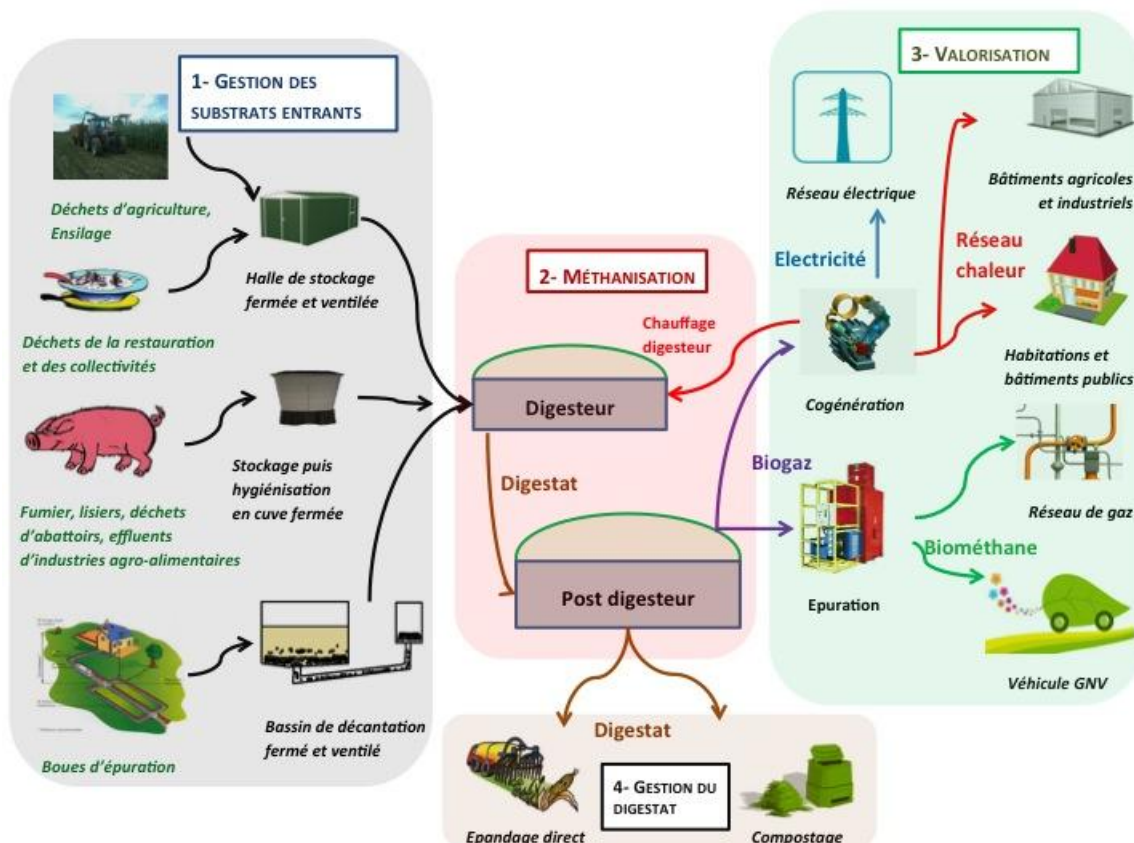 1- GESTION DES
SUBSTRATS ENTRANTS
Déchets d'agriculture,
Ensilage
Halle de stockage
fermée et ventilée
Déchets de la restauration
et des collectivités
Stockage puis
hygiénisation
en cuve fermée
Fumier, lisiers, déchets
d'abattoirs, effluents
d'industries agro-alimentaires
Bassin de décantation
fermé et ventilé
Boues d'épuration
2- MÉTHANISATION
Chauffage
digesteur
Digesteur
Digestat
Biogaz
Post digesteur
3- VALORISATION
Réseau électrique
Bâtiments agricoles
et industriels
Electricité
Réseau
chaleur
Cogénération
Habitations et
bâtiments publics
Réseau de gaz
Biométhane
Epuration
Véhicule GNV
Digestat
4- GESTION DU
DIGESTAT
Epandage direct
Compostage